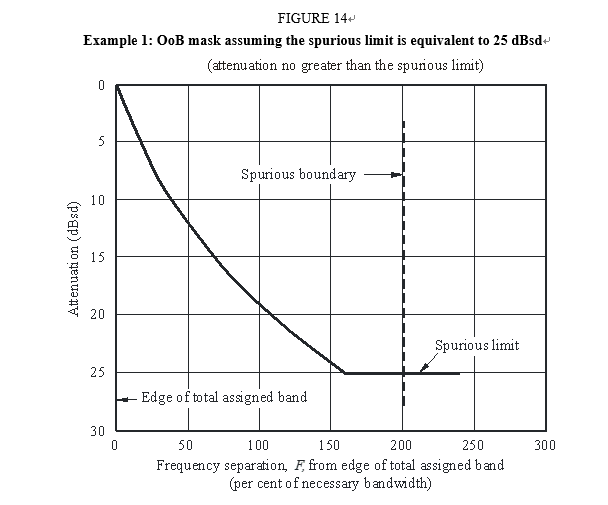 FIGURE 14↵
Example 1: OoB mask assuming the spurious limit is equivalent to 25 dBsd↵
(attenuation no greater than the spurious limit)
0
5
Spurious boundary
10
Attenuation (dBsd)
15
20
Spurious limit
25
Edge of total assigned band
30
0 50 100 150 200 250 300
Frequency separation, F, from edge of total assigned band
(per cent of necessary bandwidth)